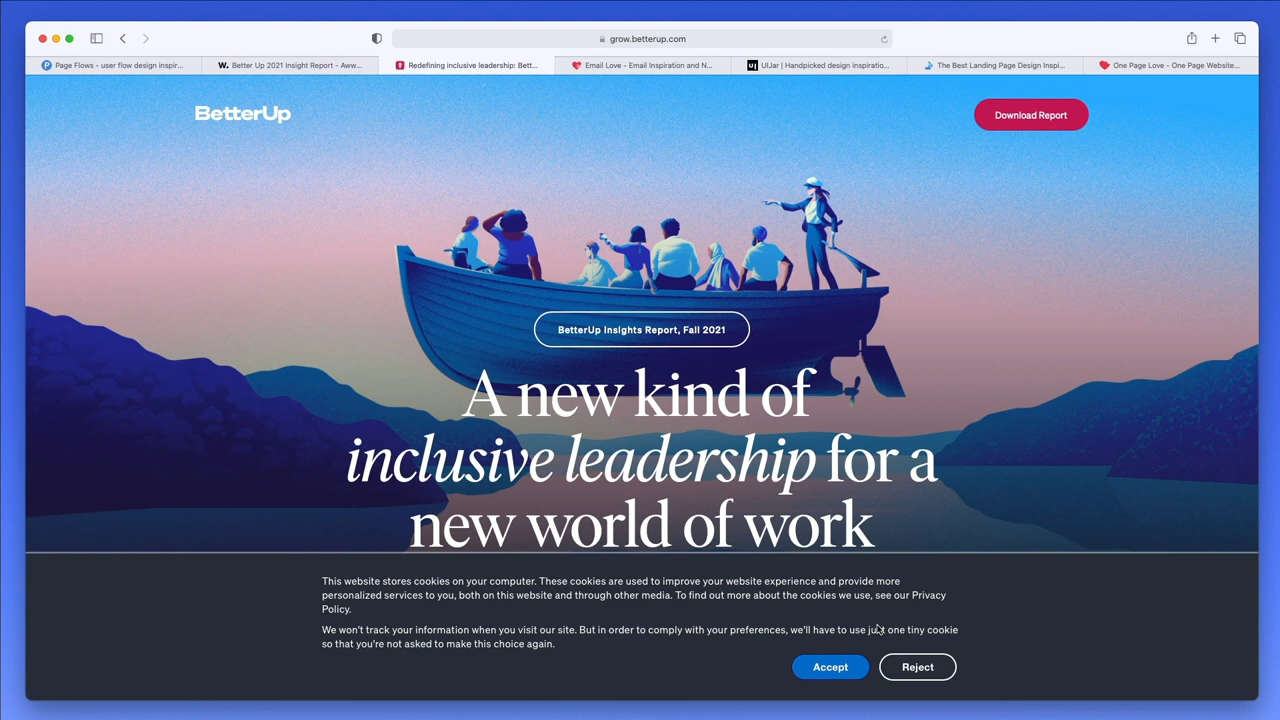 grow.betterup.com
Page Flows - user flow design inspir...
W. Better Up 2021 Insight Report - Aww...
Redefining inclusive leadership: Bett...
Email Love - Email Inspiration and N...
UI UIJar | Handpicked design inspiratio...
The Best Landing Page Design Inspi...
One Page Love - One Page Website...
BetterUp
Download Report
BetterUp Insights Report, Fall 2021
A new kind of
inclusive leadership for a
new world of work
This website stores cookies on your computer. These cookies are used to improve your website experience and provide more
personalized services to you, both on this website and through other media. To find out more about the cookies we use, see our Privacy
Policy.
We won't track your information when you visit our site. But in order to comply with your preferences, we'll have to use just one tiny cookie
so that you're not asked to make this choice again.
Accept
Reject